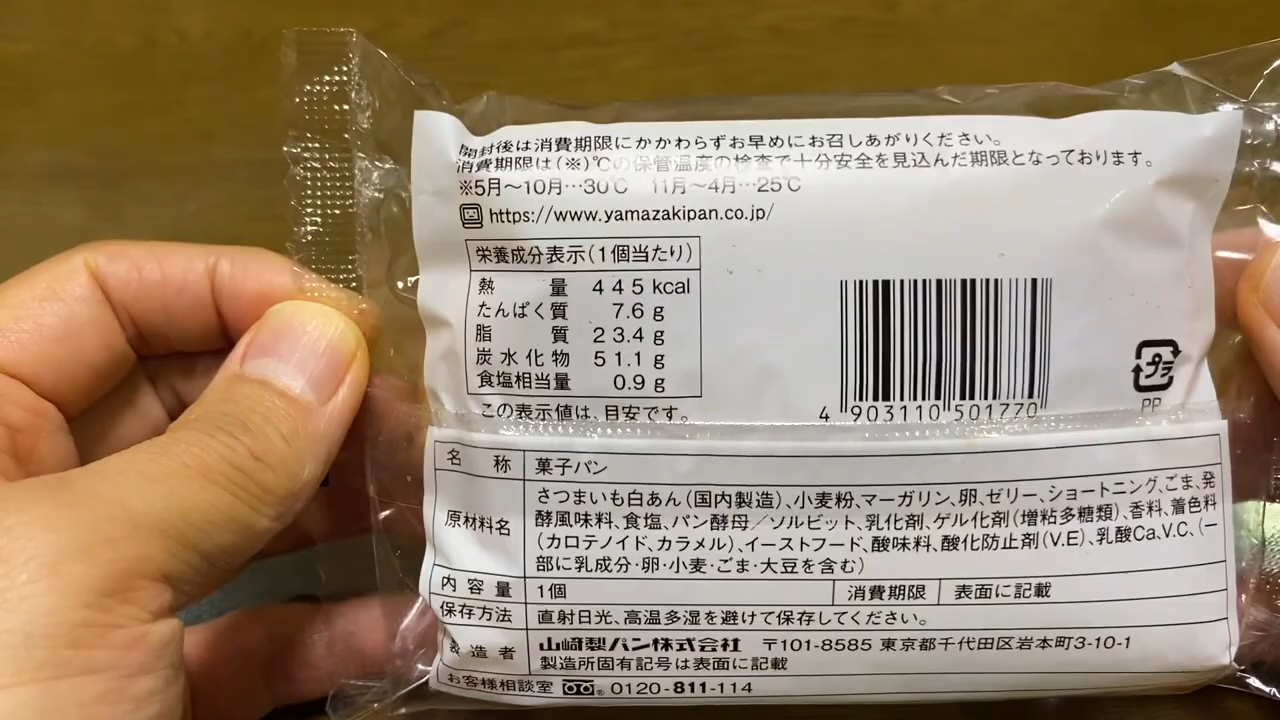 開封後は消費期限にかかわらずお早めにお召しあがりください。
消費期限は(※)℃の保管温度の検査で十分安全を見込んだ期限となっております。
※5月〜10月…30℃　11月〜4月…25℃
https://www.yamazakipan.co.jp/
栄養成分表示(1個当たり)
熱量 445 kcal
たんぱく質 7.6 g
脂質 23.4 g
炭水化物 51.1 g
食塩相当量 0.9 g
この表示値は、目安です。
4 903110 501770
プラ
PP
名称 菓子パン
原材料名 さつまいも白あん(国内製造)、小麦粉、マーガリン、卵、ゼリー、ショートニング、ごま、発
酵風味料、食塩、パン酵母／ソルビット、乳化剤、ゲル化剤(増粘多糖類)、香料、着色料
(カロテノイド、カラメル)、イーストフード、酸味料、酸化防止剤(V.E)、乳酸Ca、V.C、(一
部に乳成分・卵・小麦・ごま・大豆を含む)
内容量 1個 消費期限 表面に記載
保存方法 直射日光、高温多湿を避けて保存してください。
製造者 山崎製パン株式会社 〒101-8585 東京都千代田区岩本町3-10-1
製造所固有記号は表面に記載
お客様相談室 0120-811-114